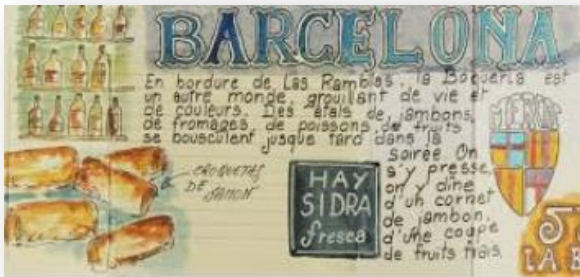 BARCELONA
En bordure de Las Ramblas, la Boqueria est
un autre monde, grouillant de vie et
de couleurs. Des étals de jambons,
de fromages de poissons, de fruits
se bousculent jusque tard dans la
soirée On
s'y presse,
on y dîne
d'un cornet
de jambon,
d'une coupe
de fruits frais.
CROQUETAS
DE
HAY
SIDRA
fresca
LA